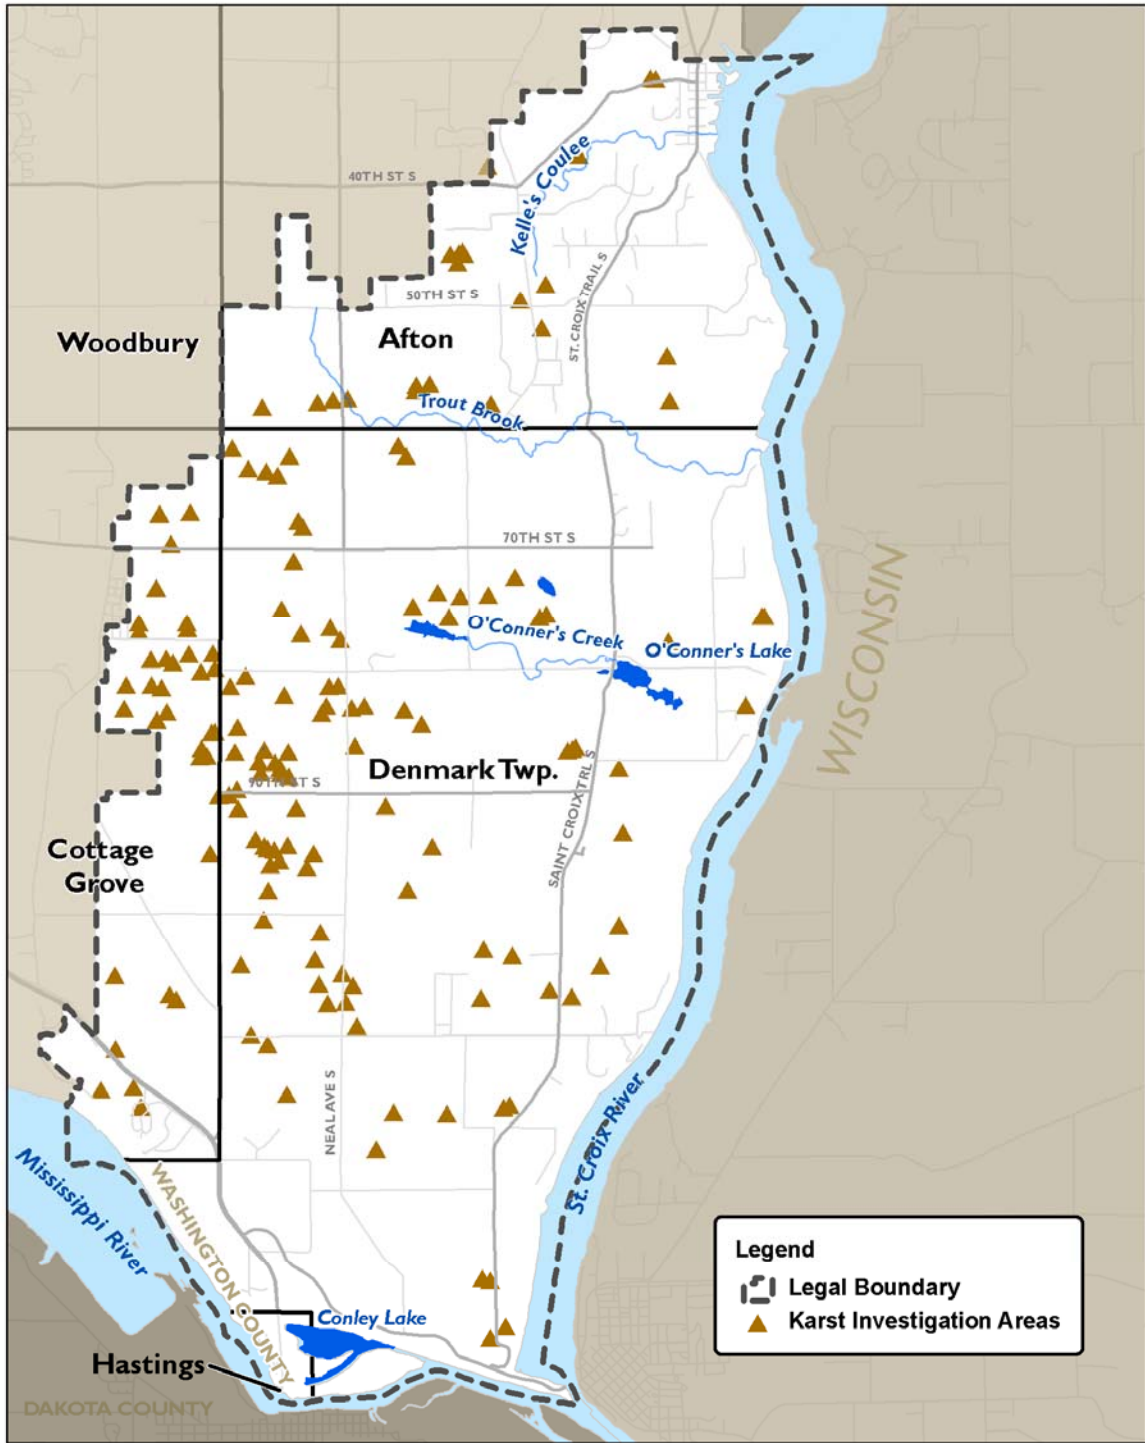 Kelle's Coulee
40TH ST S
ST. CROIX TRAIL S
50TH ST S
Woodbury
Afton
Trout Brook
70TH ST S
WISCONSIN
O'Conner's Creek
O'Conner's Lake
Denmark Twp.
90TH ST S
SAINT CROIX TRL S
Cottage
Grove
NEAL AVE S
St. Croix River
Mississippi River
WASHINGTON COUNTY
Legend
Legal Boundary
Karst Investigation Areas
Conley Lake
Hastings
DAKOTA COUNTY